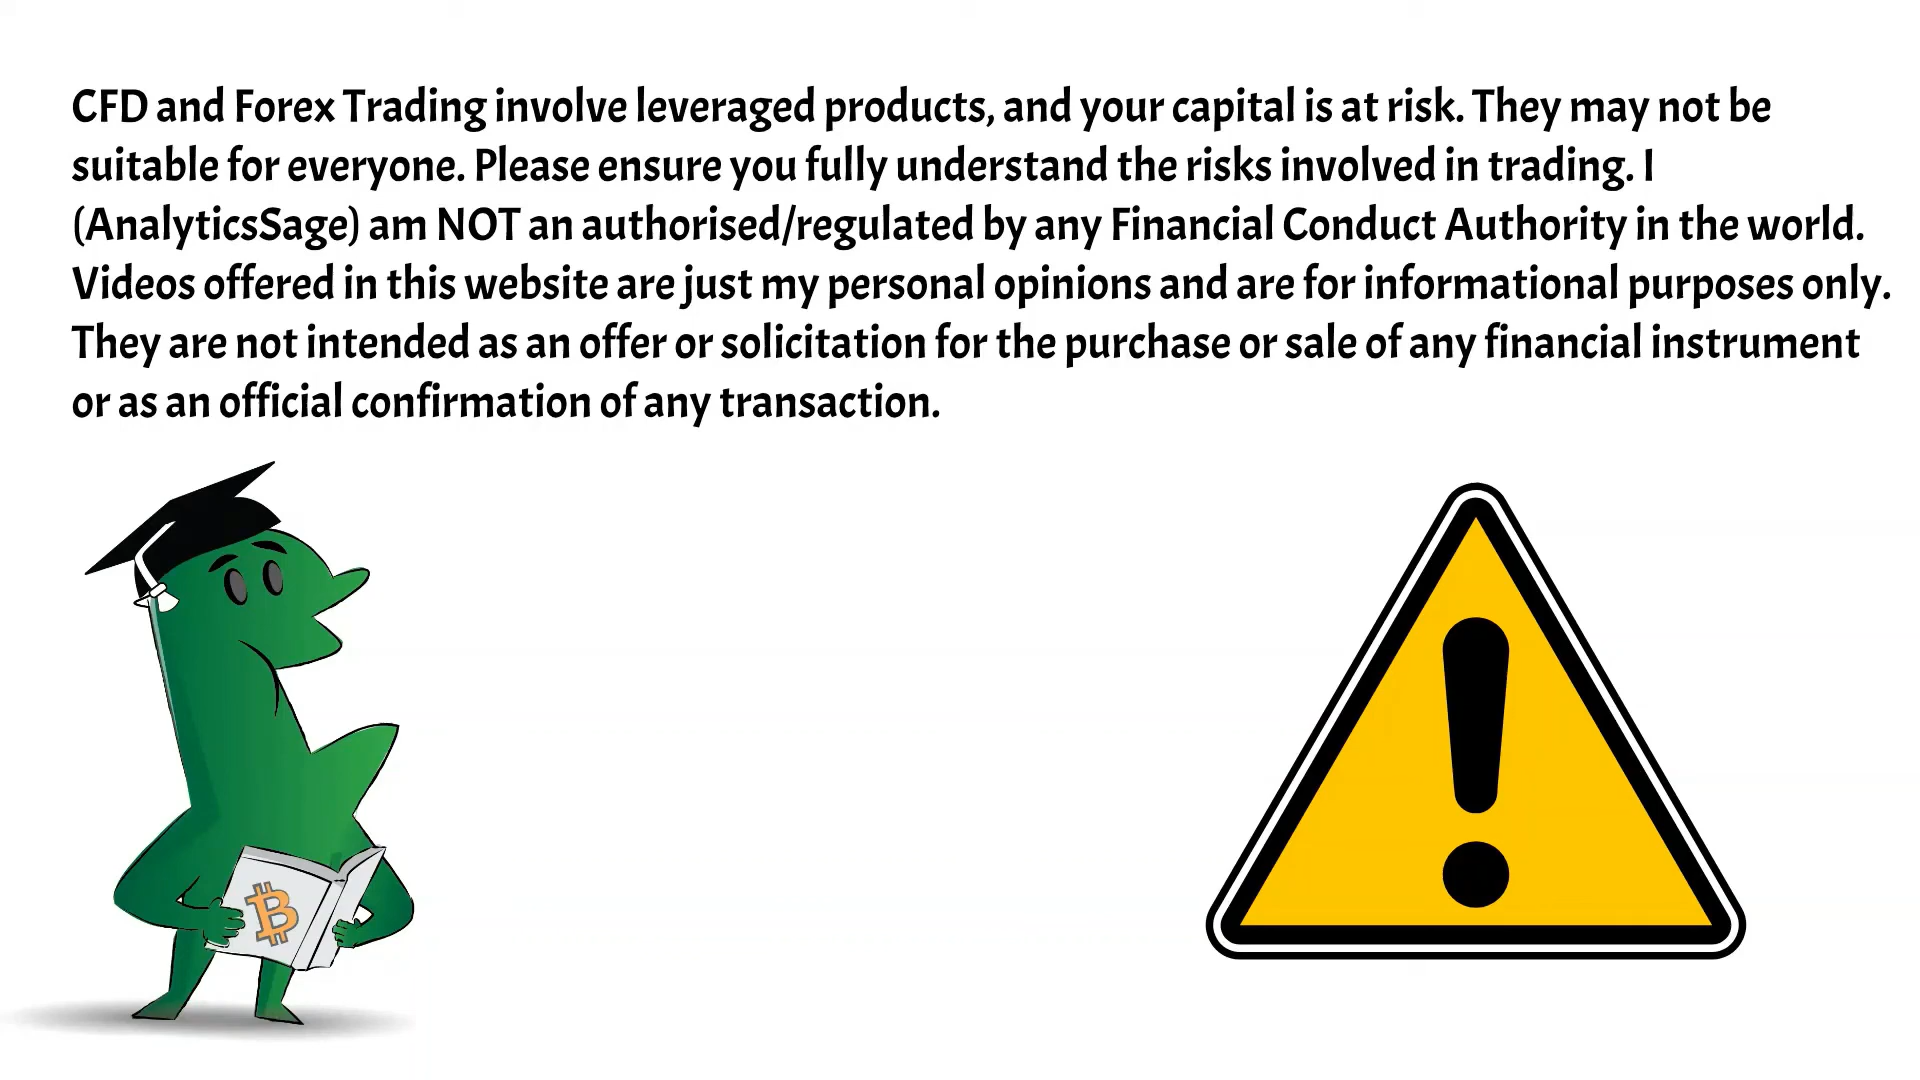 CFD and Forex Trading involve leveraged products, and your capital is at risk. They may not be
suitable for everyone. Please ensure you fully understand the risks involved in trading. I
(AnalyticsSage) am NOT an authorised/regulated by any Financial Conduct Authority in the world.
Videos offered in this website are just my personal opinions and are for informational purposes only.
They are not intended as an offer or solicitation for the purchase or sale of any financial instrument
or as an official confirmation of any transaction.